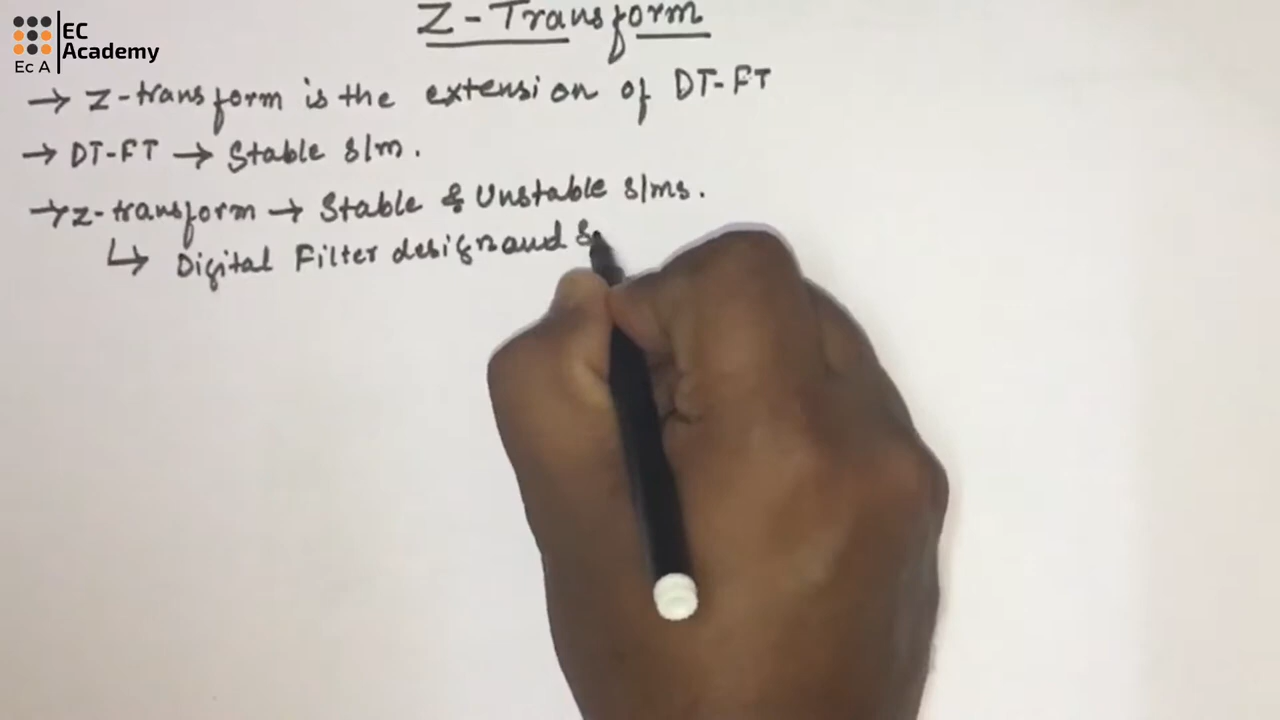 EC
Academy
Ec A
Z-Transform
→ Z-transform is the extension of DT-FT
→ DT-FT → Stable s/m.
→ z-transform → Stable & Unstable s/ms.
↳ Digital Filter design and S